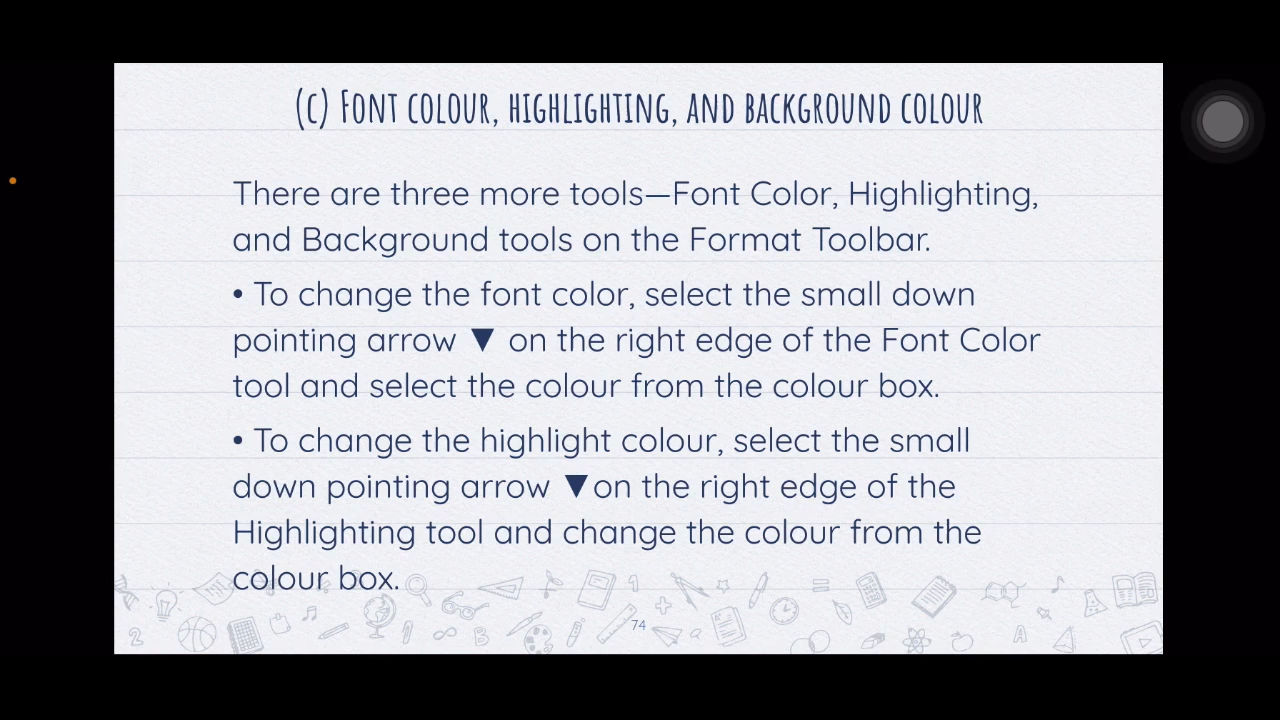 (c) Font colour, highlighting, and background colour
There are three more tools—Font Color, Highlighting,
and Background tools on the Format Toolbar.
• To change the font color, select the small down
pointing arrow ▼ on the right edge of the Font Color
tool and select the colour from the colour box.
• To change the highlight colour, select the small
down pointing arrow ▼on the right edge of the
Highlighting tool and change the colour from the
colour box.
74